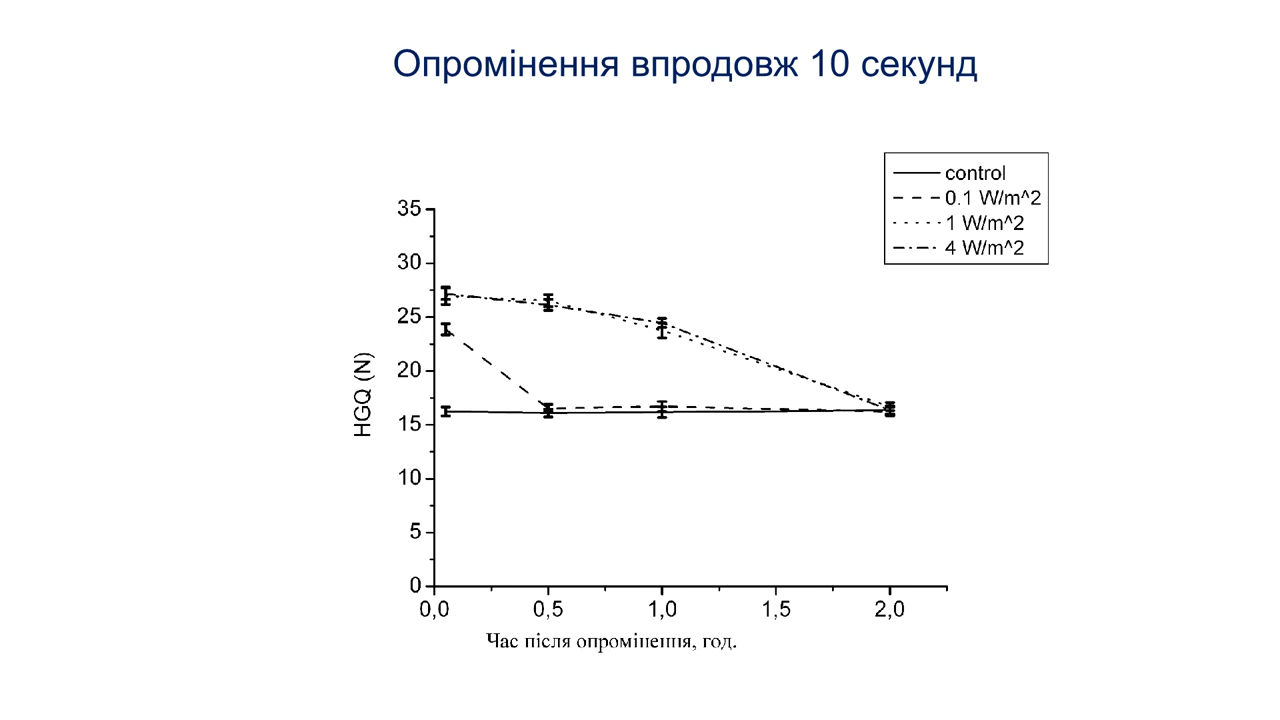 Опромінення впродовж 10 секунд
control
0.1 W/m^2
1 W/m^2
4 W/m^2
35
30
25
20
15
10
5
0
HGQ (N)
0,0 0,5 1,0 1,5 2,0
Час після опромінення, год.